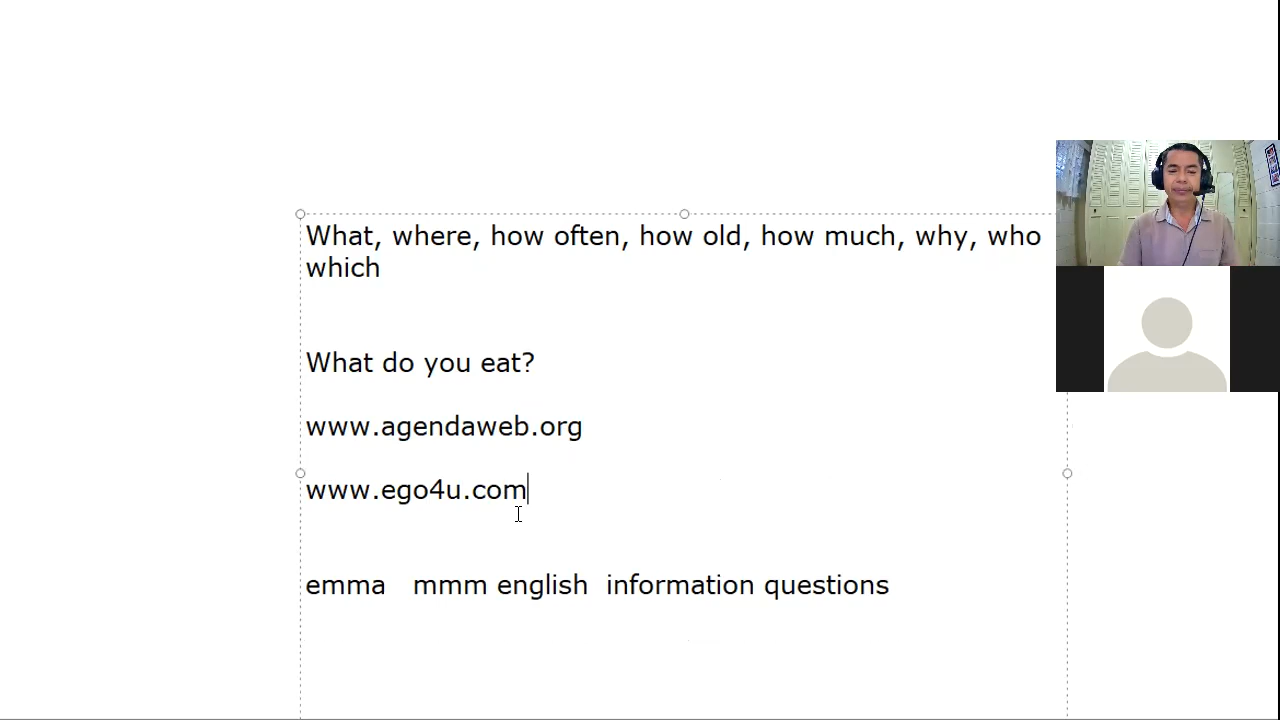 What, where, how often, how old, how much, why, who
which
What do you eat?
www.agendaweb.org
www.ego4u.com
emma mmm english information questions